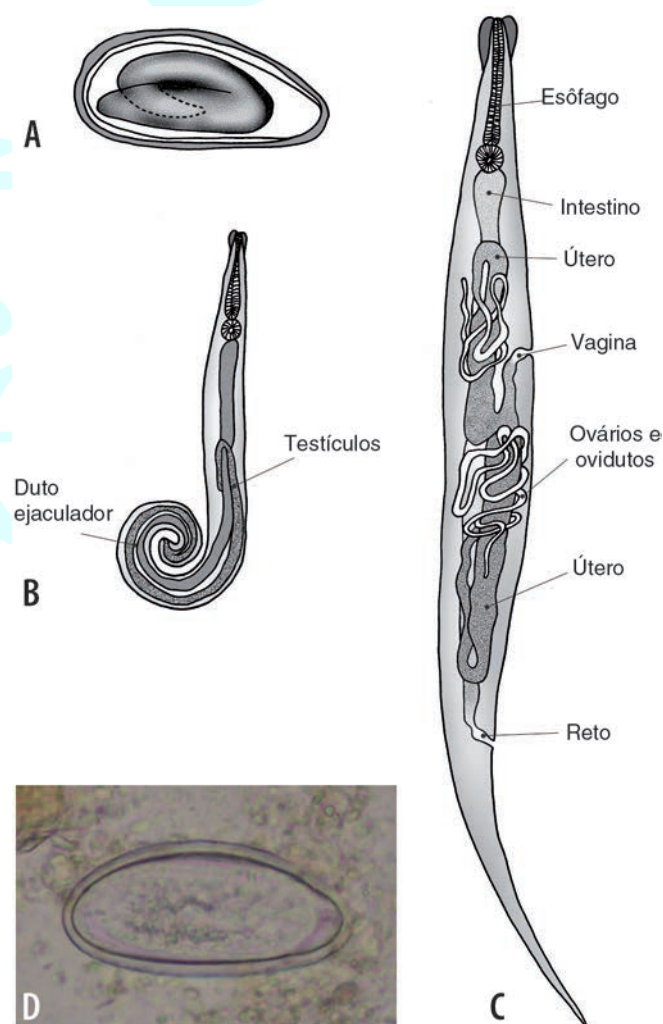 A
Esôfago
Intestino
Útero
Vagina
Testículos
Ovários e
ovidutos
Duto
ejaculador
B
Útero
Reto
D
C